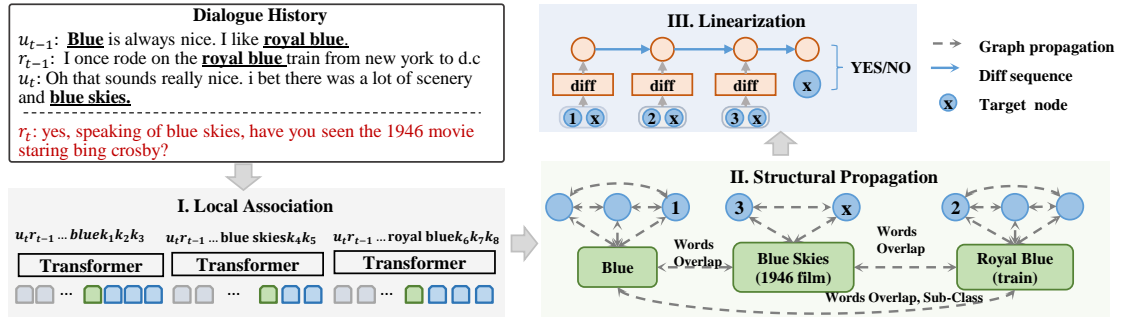 Dialogue History
u_{t−1}: Blue is always nice. I like royal blue.
r_{t−1}: I once rode on the royal blue train from new york to d.c
u_t: Oh that sounds really nice. i bet there was a lot of scenery
and blue skies.
r_t: yes, speaking of blue skies, have you seen the 1946 movie
staring bing crosby?
I. Local Association
u_t r_{t−1} … blue k_1 k_2 k_3
u_t r_{t−1} … blue skies k_4 k_5
u_t r_{t−1} … royal blue k_6 k_7 k_8
Transformer
Transformer
Transformer
...
...
...
II. Structural Propagation
1
3
x
2
Words
Overlap
Words
Overlap
Blue
Blue Skies
(1946 film)
Royal Blue
(train)
Words Overlap, Sub-Class
III. Linearization
diff
diff
diff
x
1 x
2 x
3 x
YES/NO
Graph propagation
Diff sequence
x Target node